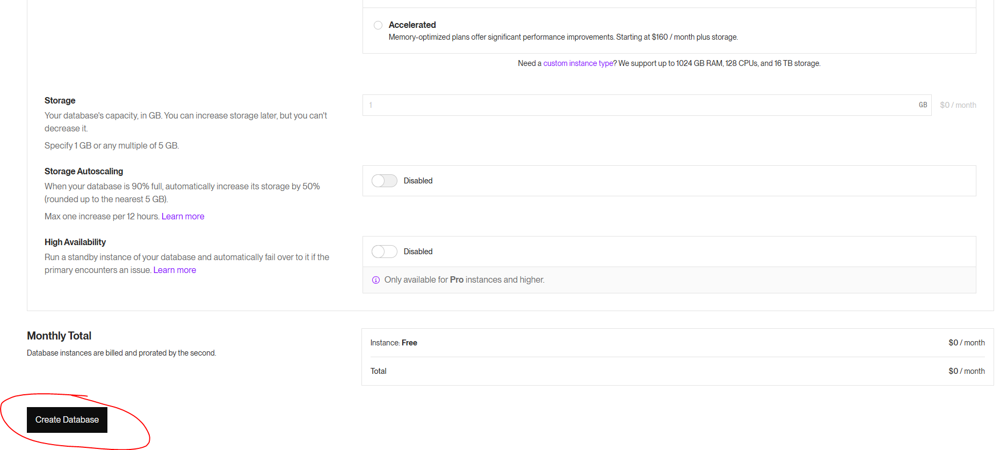 Accelerated
Memory-optimized plans offer significant performance improvements. Starting at $160 / month plus storage.
Need a custom instance type? We support up to 1024 GB RAM, 128 CPUs, and 16 TB storage.
Storage
Your database's capacity, in GB. You can increase storage later, but you can't
decrease it.
Specify 1 GB or any multiple of 5 GB.
1
GB
$0 / month
Storage Autoscaling
When your database is 90% full, automatically increase its storage by 50%
(rounded up to the nearest 5 GB).
Max one increase per 12 hours. Learn more
Disabled
High Availability
Run a standby instance of your database and automatically fail over to it if the
primary encounters an issue. Learn more
Disabled
Only available for Pro instances and higher.
Monthly Total
Database instances are billed and prorated by the second.
Instance: Free
$0 / month
Total
$0 / month
Create Database